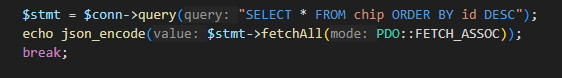 $stmt = $conn->query(query: "SELECT * FROM chip ORDER BY id DESC");
echo json_encode(value: $stmt->fetchAll(mode: PDO::FETCH_ASSOC));
break;